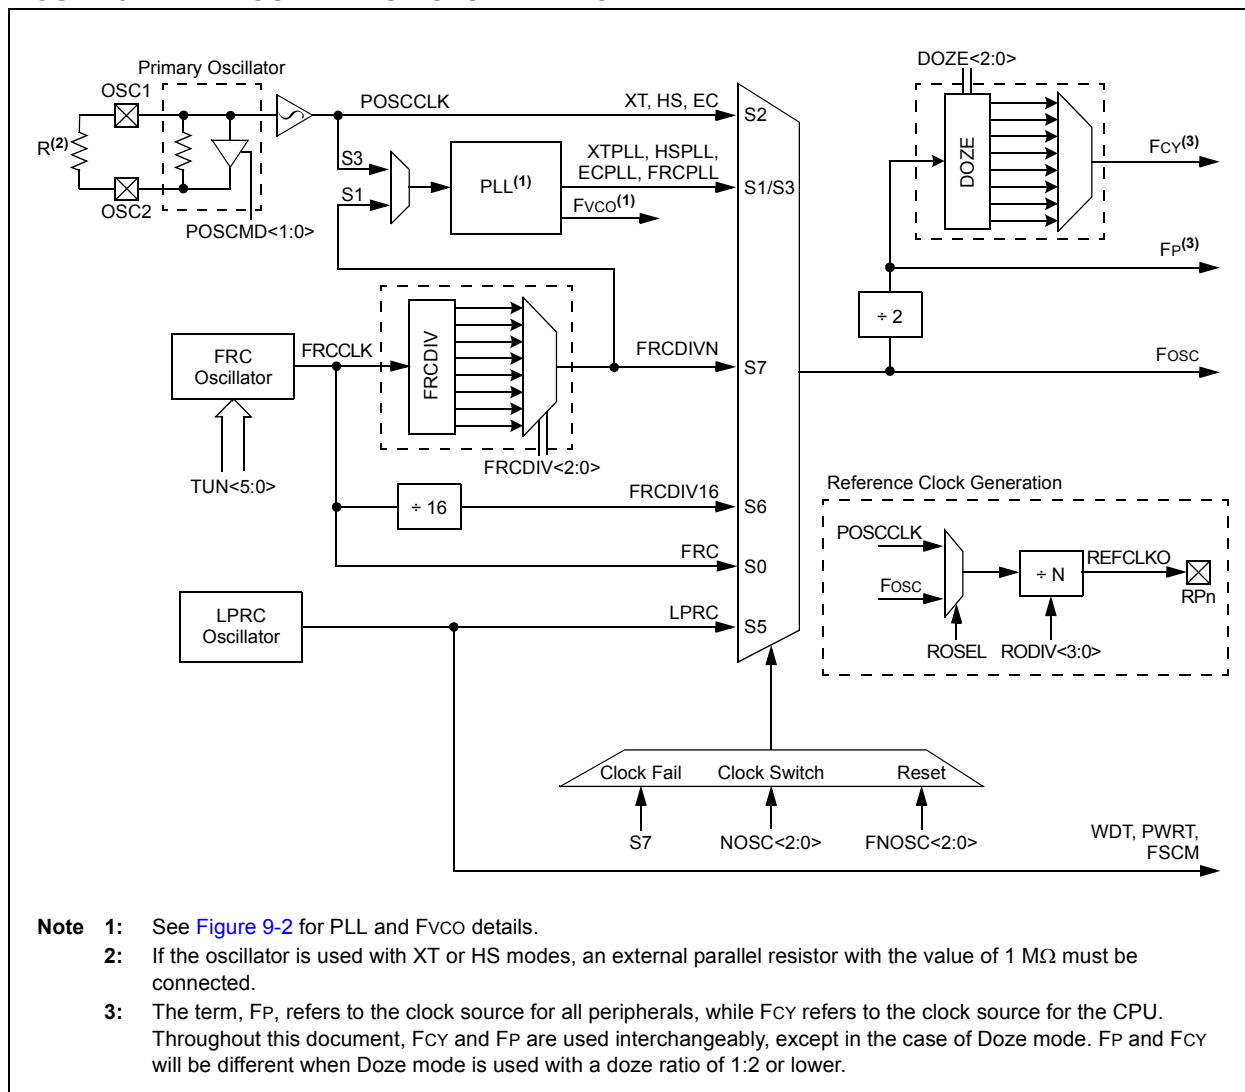 Primary Oscillator
OSC1
R(2)
OSC2
POSCMD<1:0>
POSCCLK
S3
S1
PLL(1)
XT, HS, EC
XTPLL, HSPLL,
ECPLL, FRCPLL
FVCO(1)
S2
S1/S3
DOZE<2:0>
DOZE
FCY(3)
FP(3)
÷ 2
FOSC
FRC
Oscillator
TUN<5:0>
FRCCLK
FRCDIV
FRCDIV<2:0>
FRCDIVN
S7
÷ 16
FRCDIV16
S6
FRC
S0
LPRC
Oscillator
LPRC
S5
Reference Clock Generation
POSCCLK
FOSC
÷ N
REFCLKO
RPn
ROSEL
RODIV<3:0>
Clock Fail
Clock Switch
Reset
S7
NOSC<2:0>
FNOSC<2:0>
WDT, PWRT,
FSCM
Note 1: See Figure 9-2 for PLL and FVCO details.
2: If the oscillator is used with XT or HS modes, an external parallel resistor with the value of 1 MΩ must be
connected.
3: The term, FP, refers to the clock source for all peripherals, while FCY refers to the clock source for the CPU.
Throughout this document, FCY and FP are used interchangeably, except in the case of Doze mode. FP and FCY
will be different when Doze mode is used with a doze ratio of 1:2 or lower.